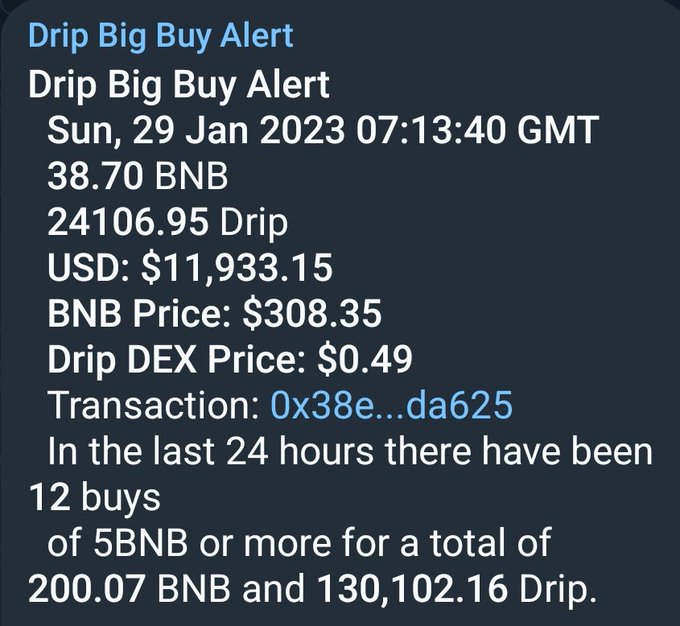 Drip Big Buy Alert
Drip Big Buy Alert
Sun, 29 Jan 2023 07:13:40 GMT
38.70 BNB
24106.95 Drip
USD: $11,933.15
BNB Price: $308.35
Drip DEX Price: $0.49
Transaction: 0x38e...da625
In the last 24 hours there have been
12 buys
of 5BNB or more for a total of
200.07 BNB and 130,102.16 Drip.